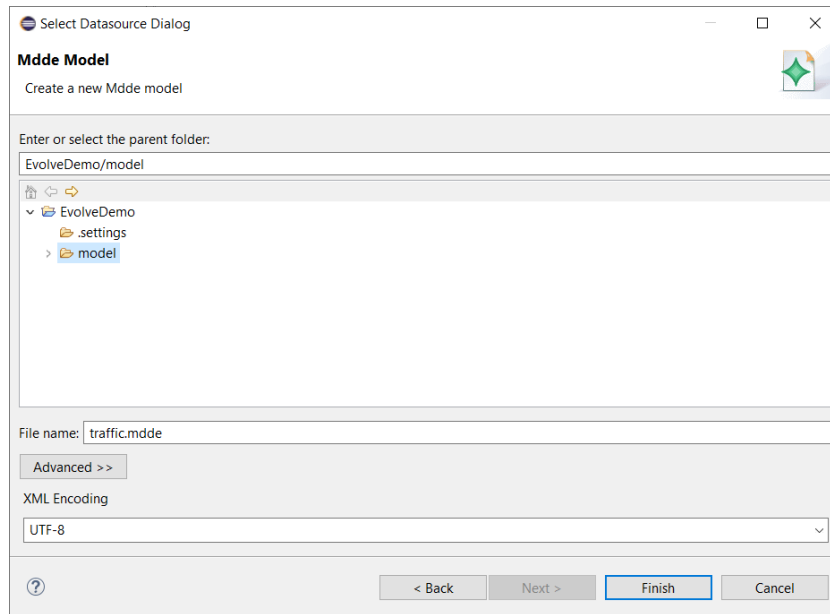 Select Datasource Dialog
Mdde Model
Create a new Mdde model
Enter or select the parent folder:
EvolveDemo/model
EvolveDemo
.settings
model
File name: traffic.mdde
Advanced >>
XML Encoding
UTF-8
< Back Next > Finish Cancel